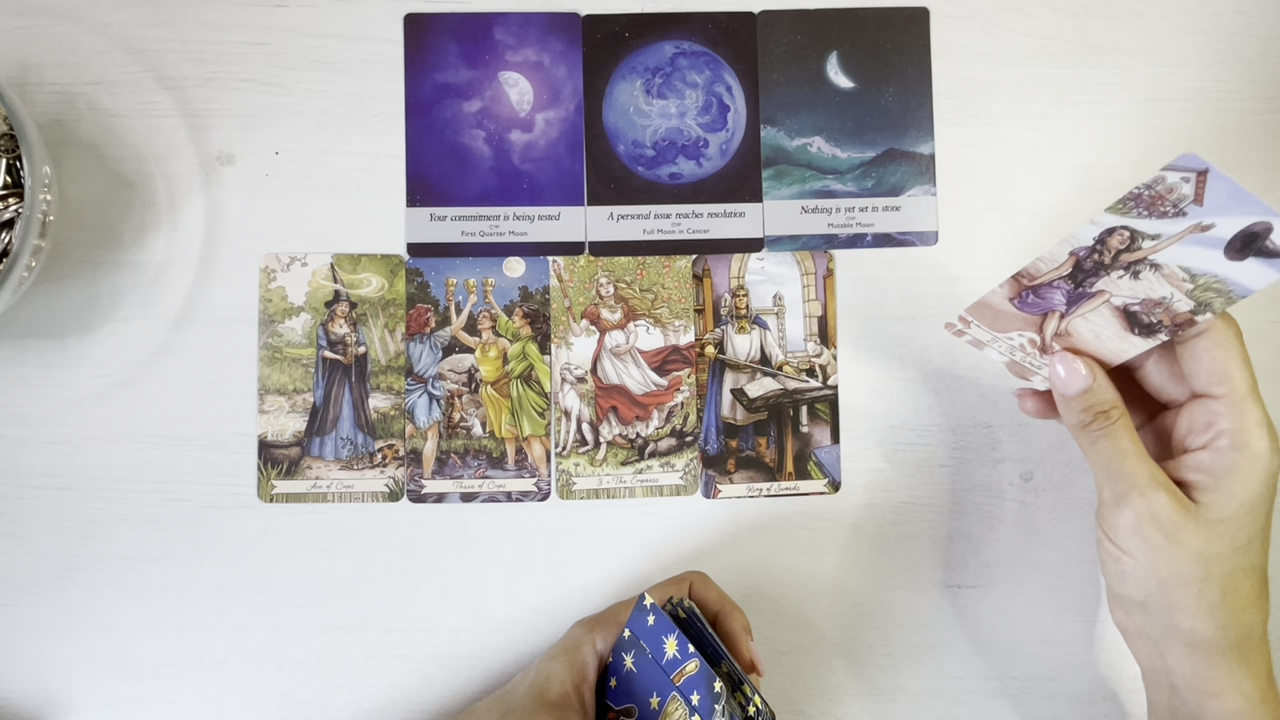 Your commitment is being tested
First Quarter Moon
A personal issue reaches resolution
Full Moon in Cancer
Nothing is yet set in stone
Mutable Moon
Ace of Cups
Three of Cups
3 • The Empress
King of Swords